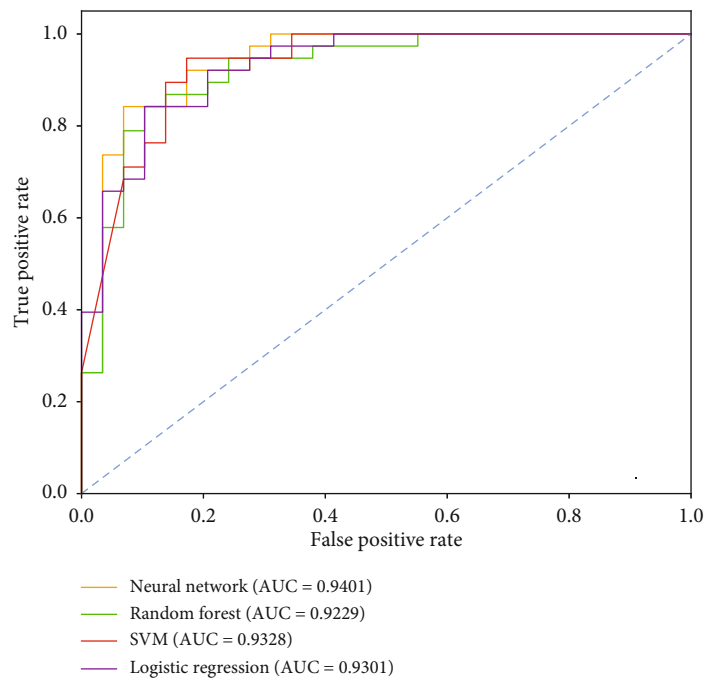 1.0
0.8
0.6
0.4
0.2
0.0
True positive rate
0.0 0.2 0.4 0.6 0.8 1.0
False positive rate
Neural network (AUC = 0.9401)
Random forest (AUC = 0.9229)
SVM (AUC = 0.9328)
Logistic regression (AUC = 0.9301)